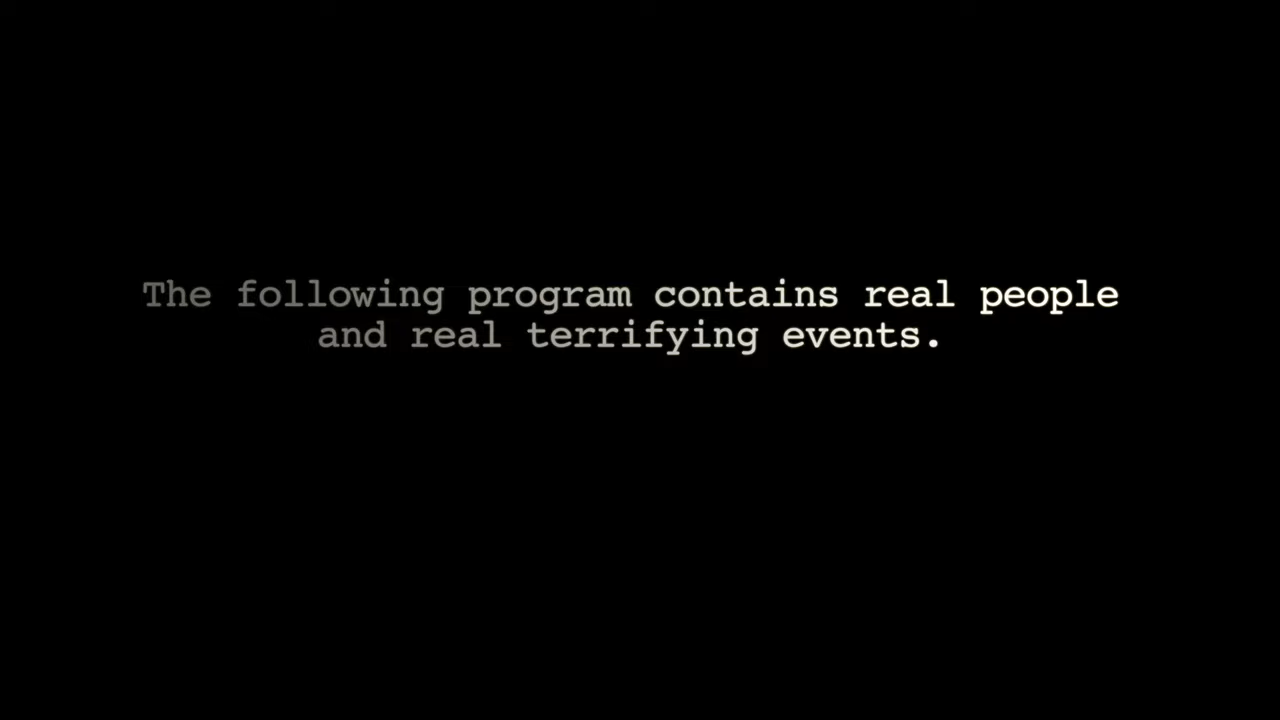 The following program contains real people
and real terrifying events.